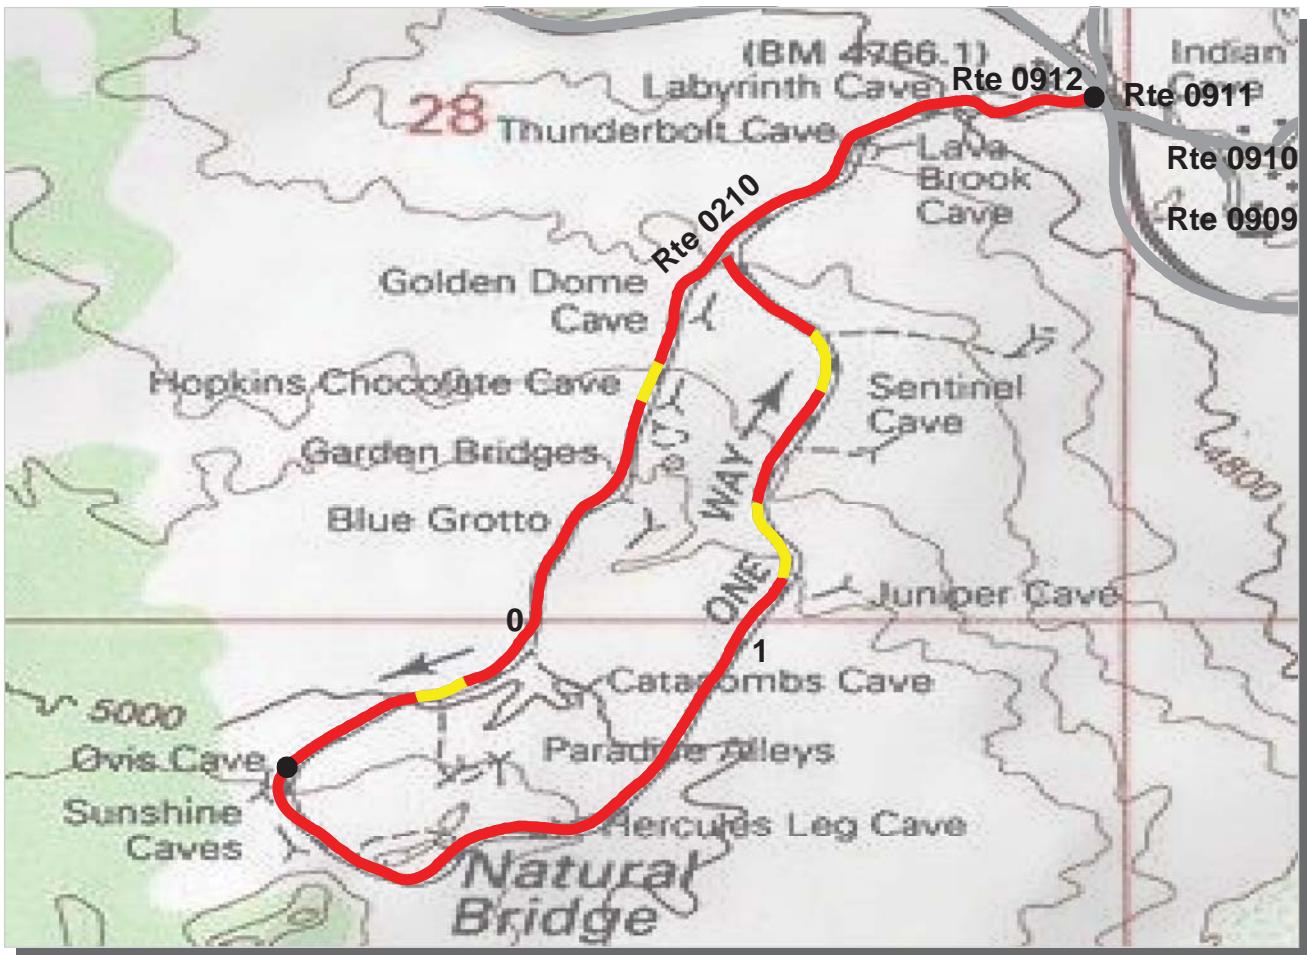 (BM 4766.1)
Indian
Cave
Labyrinth Cave
Rte 0912
Rte 0911
28
Thunderbolt Cave
Lava
Brook
Cave
Rte 0910
Rte 0909
Rte 0210
Golden Dome
Cave
Hopkins Chocolate Cave
Sentinel
Cave
Garden Bridges
WAY
4800
Blue Grotto
ONE
Juniper Cave
0
1
Catacombs Cave
5000
Ovis Cave
Paradise Alleys
Sunshine
Caves
Hercules Leg Cave
Natural
Bridge